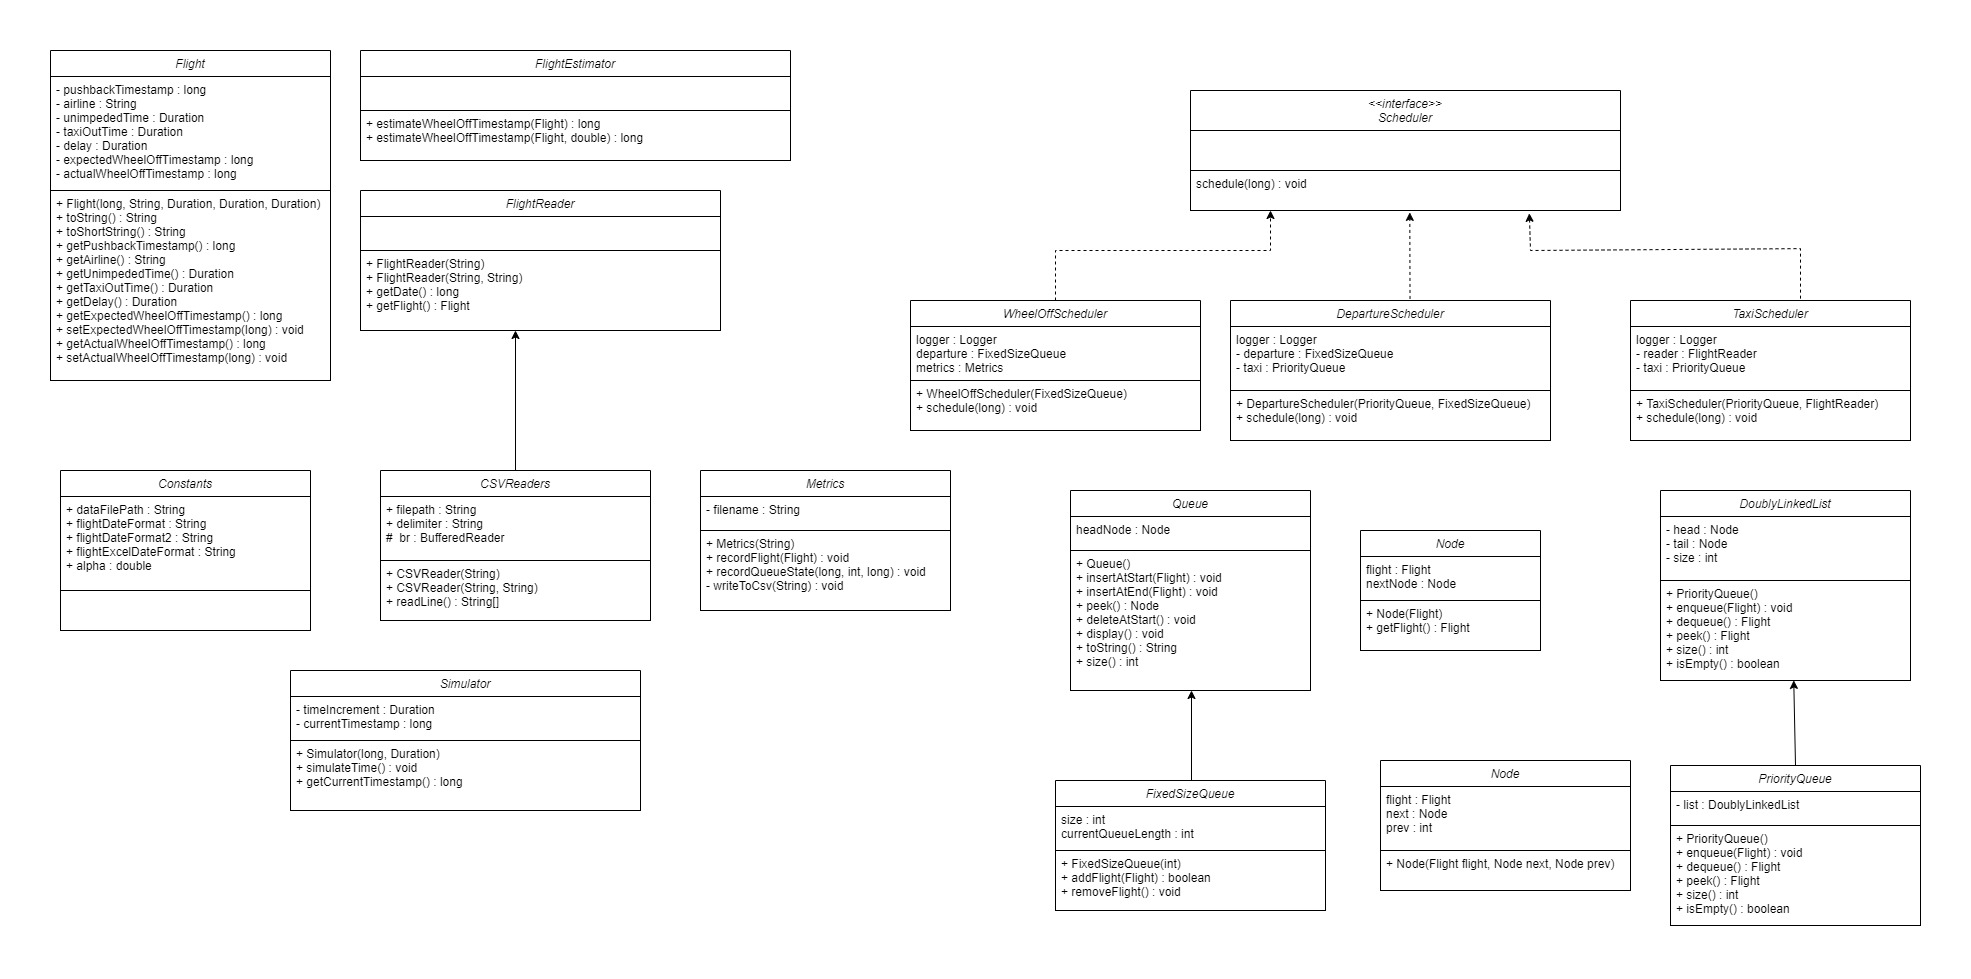 Flight
- pushbackTimestamp : long
- airline : String
- unimpededTime : Duration
- taxiOutTime : Duration
- delay : Duration
- expectedWheelOffTimestamp : long
- actualWheelOffTimestamp : long
+ Flight(long, String, Duration, Duration, Duration)
+ toString() : String
+ toShortString() : String
+ getPushbackTimestamp() : long
+ getAirline() : String
+ getUnimpededTime() : Duration
+ getTaxiOutTime() : Duration
+ getDelay() : Duration
+ getExpectedWheelOffTimestamp() : long
+ setExpectedWheelOffTimestamp(long) : void
+ getActualWheelOffTimestamp() : long
+ setActualWheelOffTimestamp(long) : void
FlightEstimator
+ estimateWheelOffTimestamp(Flight) : long
+ estimateWheelOffTimestamp(Flight, double) : long
FlightReader
+ FlightReader(String)
+ FlightReader(String, String)
+ getDate() : long
+ getFlight() : Flight
<<interface>>
Scheduler
schedule(long) : void
WheelOffScheduler
logger : Logger
departure : FixedSizeQueue
metrics : Metrics
+ WheelOffScheduler(FixedSizeQueue)
+ schedule(long) : void
DepartureScheduler
logger : Logger
- departure : FixedSizeQueue
- taxi : PriorityQueue
+ DepartureScheduler(PriorityQueue, FixedSizeQueue)
+ schedule(long) : void
TaxiScheduler
logger : Logger
- reader : FlightReader
- taxi : PriorityQueue
+ TaxiScheduler(PriorityQueue, FlightReader)
+ schedule(long) : void
Constants
+ dataFilePath : String
+ flightDateFormat : String
+ flightDateFormat2 : String
+ flightExcelDateFormat : String
+ alpha : double
CSVReaders
+ filepath : String
+ delimiter : String
# br : BufferedReader
+ CSVReader(String)
+ CSVReader(String, String)
+ readLine() : String[]
Metrics
- filename : String
+ Metrics(String)
+ recordFlight(Flight) : void
+ recordQueueState(long, int, long) : void
- writeToCsv(String) : void
Queue
headNode : Node
+ Queue()
+ insertAtStart(Flight) : void
+ insertAtEnd(Flight) : void
+ peek() : Node
+ deleteAtStart() : void
+ display() : void
+ toString() : String
+ size() : int
Node
flight : Flight
nextNode : Node
+ Node(Flight)
+ getFlight() : Flight
DoublyLinkedList
- head : Node
- tail : Node
- size : int
+ PriorityQueue()
+ enqueue(Flight) : void
+ dequeue() : Flight
+ peek() : Flight
+ size() : int
+ isEmpty() : boolean
Simulator
- timeIncrement : Duration
- currentTimestamp : long
+ Simulator(long, Duration)
+ simulateTime() : void
+ getCurrentTimestamp() : long
FixedSizeQueue
size : int
currentQueueLength : int
+ FixedSizeQueue(int)
+ addFlight(Flight) : boolean
+ removeFlight() : void
Node
flight : Flight
next : Node
prev : int
+ Node(Flight flight, Node next, Node prev)
PriorityQueue
- list : DoublyLinkedList
+ PriorityQueue()
+ enqueue(Flight) : void
+ dequeue() : Flight
+ peek() : Flight
+ size() : int
+ isEmpty() : boolean